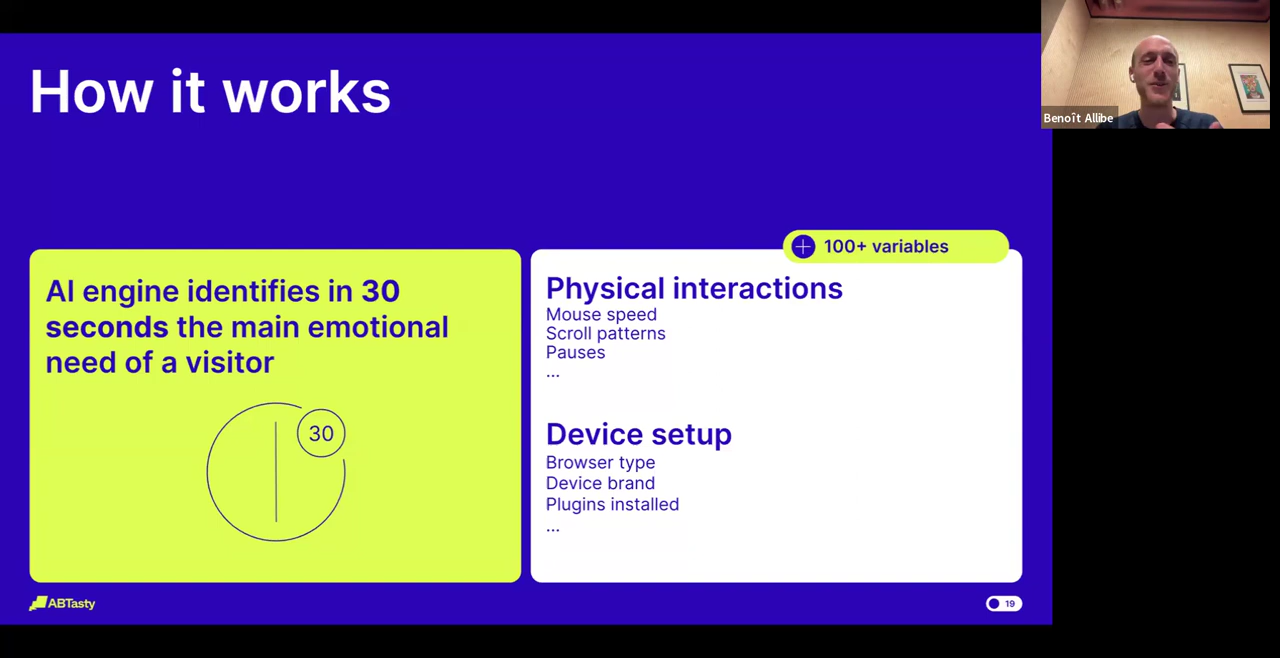 How it works
Benoît Allibe
AI engine identifies in 30
seconds the main emotional
need of a visitor
30
100+ variables
Physical interactions
Mouse speed
Scroll patterns
Pauses
...
Device setup
Browser type
Device brand
Plugins installed
...
ABTasty
19